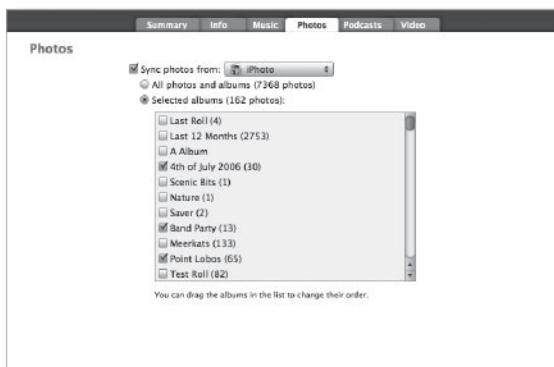 Summary Info Music Photos Podcasts Video
Photos
Sync photos from: iPhoto
All photos and albums (7368 photos)
Selected albums (162 photos):
Last Roll (4)
Last 12 Months (2753)
A Album
4th of July 2006 (30)
Scenic Bits (1)
Nature (1)
Saver (2)
Band Party (13)
Meerkats (133)
Point Lobos (65)
Test Roll (82)
You can drag the albums in the list to change their order.